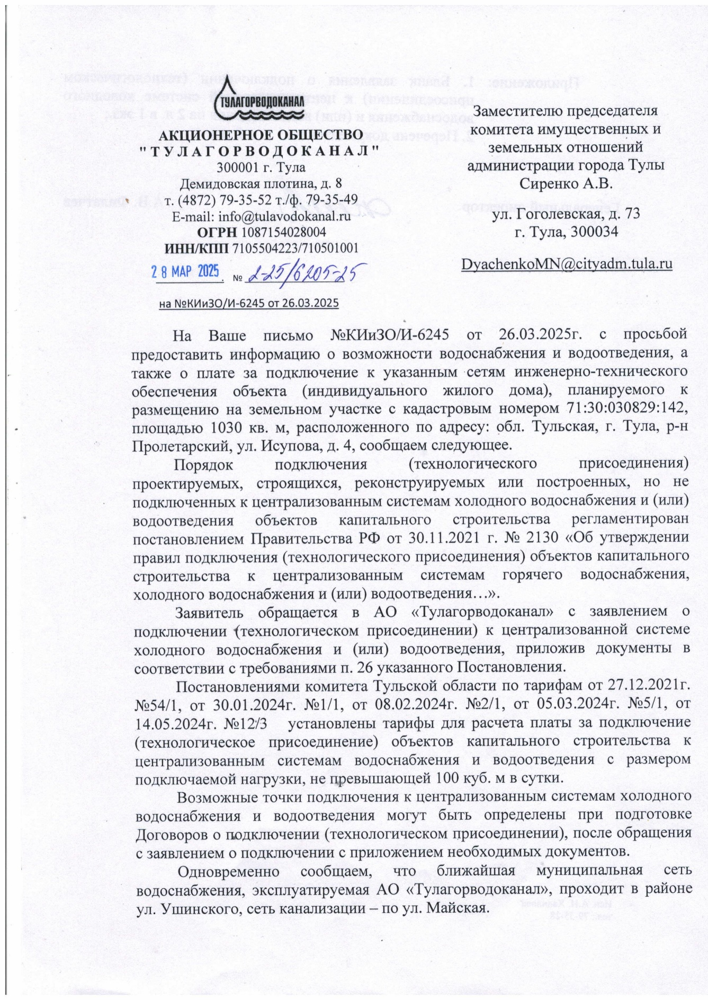 ТУЛАГОРВОДОКАНАЛ
АКЦИОНЕРНОЕ ОБЩЕСТВО
"ТУЛАГОРВОДОКАНАЛ"
300001 г. Тула
Демидовская плотина, д. 8
т. (4872) 79-35-52 т./ф. 79-35-49
E-mail: info@tulavodokanal.ru
ОГРН 1087154028004
ИНН/КПП 7105504223/710501001
28 МАР 2025. № 2-25/6205-25
на №КИиЗО/И-6245 от 26.03.2025
Заместителю председателя
комитета имущественных и
земельных отношений
администрации города Тулы
Сиренко А.В.
ул. Гоголевская, д. 73
г. Тула, 300034
DyachenkoMN@cityadm.tula.ru
На Ваше письмо №КИиЗО/И-6245 от 26.03.2025г. с просьбой
предоставить информацию о возможности водоснабжения и водоотведения, а
также о плате за подключение к указанным сетям инженерно-технического
обеспечения объекта (индивидуального жилого дома), планируемого к
размещению на земельном участке с кадастровым номером 71:30:030829:142,
площадью 1030 кв. м, расположенного по адресу: обл. Тульская, г. Тула, р-н
Пролетарский, ул. Исупова, д. 4, сообщаем следующее.
Порядок подключения (технологического присоединения)
проектируемых, строящихся, реконструируемых или построенных, но не
подключенных к централизованным системам холодного водоснабжения и (или)
водоотведения объектов капитального строительства регламентирован
постановлением Правительства РФ от 30.11.2021 г. № 2130 «Об утверждении
правил подключения (технологического присоединения) объектов капитального
строительства к централизованным системам горячего водоснабжения,
холодного водоснабжения и (или) водоотведения…».
Заявитель обращается в АО «Тулагорводоканал» с заявлением о
подключении (технологическом присоединении) к централизованной системе
холодного водоснабжения и (или) водоотведения, приложив документы в
соответствии с требованиями п. 26 указанного Постановления.
Постановлениями комитета Тульской области по тарифам от 27.12.2021г.
№54/1, от 30.01.2024г. №1/1, от 08.02.2024г. №2/1, от 05.03.2024г. №5/1, от
14.05.2024г. №12/3 установлены тарифы для расчета платы за подключение
(технологическое присоединение) объектов капитального строительства к
централизованным системам водоснабжения и водоотведения с размером
подключаемой нагрузки, не превышающей 100 куб. м в сутки.
Возможные точки подключения к централизованным системам холодного
водоснабжения и водоотведения могут быть определены при подготовке
Договоров о подключении (технологическом присоединении), после обращения
с заявлением о подключении с приложением необходимых документов.
Одновременно сообщаем, что ближайшая муниципальная сеть
водоснабжения, эксплуатируемая АО «Тулагорводоканал», проходит в районе
ул. Ушинского, сеть канализации – по ул. Майская.